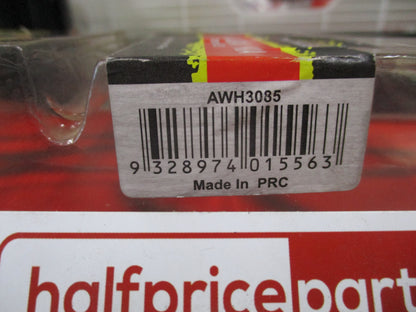 AWH3085
9 328974 015563
Made In PRC
halfpricepart